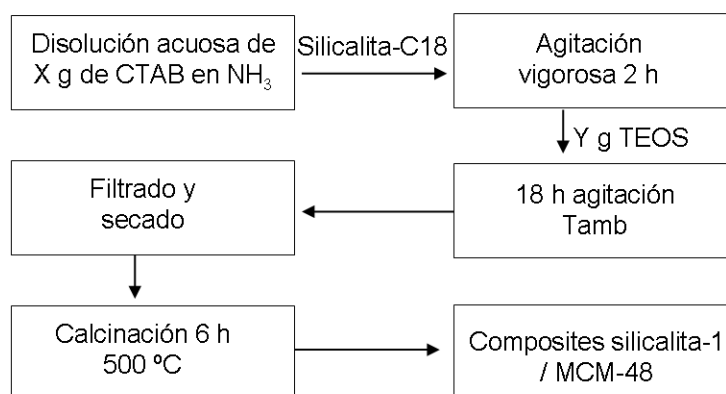 Disolución acuosa de
X g de CTAB en NH3
Silicalita-C18
Agitación
vigorosa 2 h
Y g TEOS
18 h agitación
Tamb
Filtrado y
secado
Calcinación 6 h
500 ºC
Composites silicalita-1
/ MCM-48